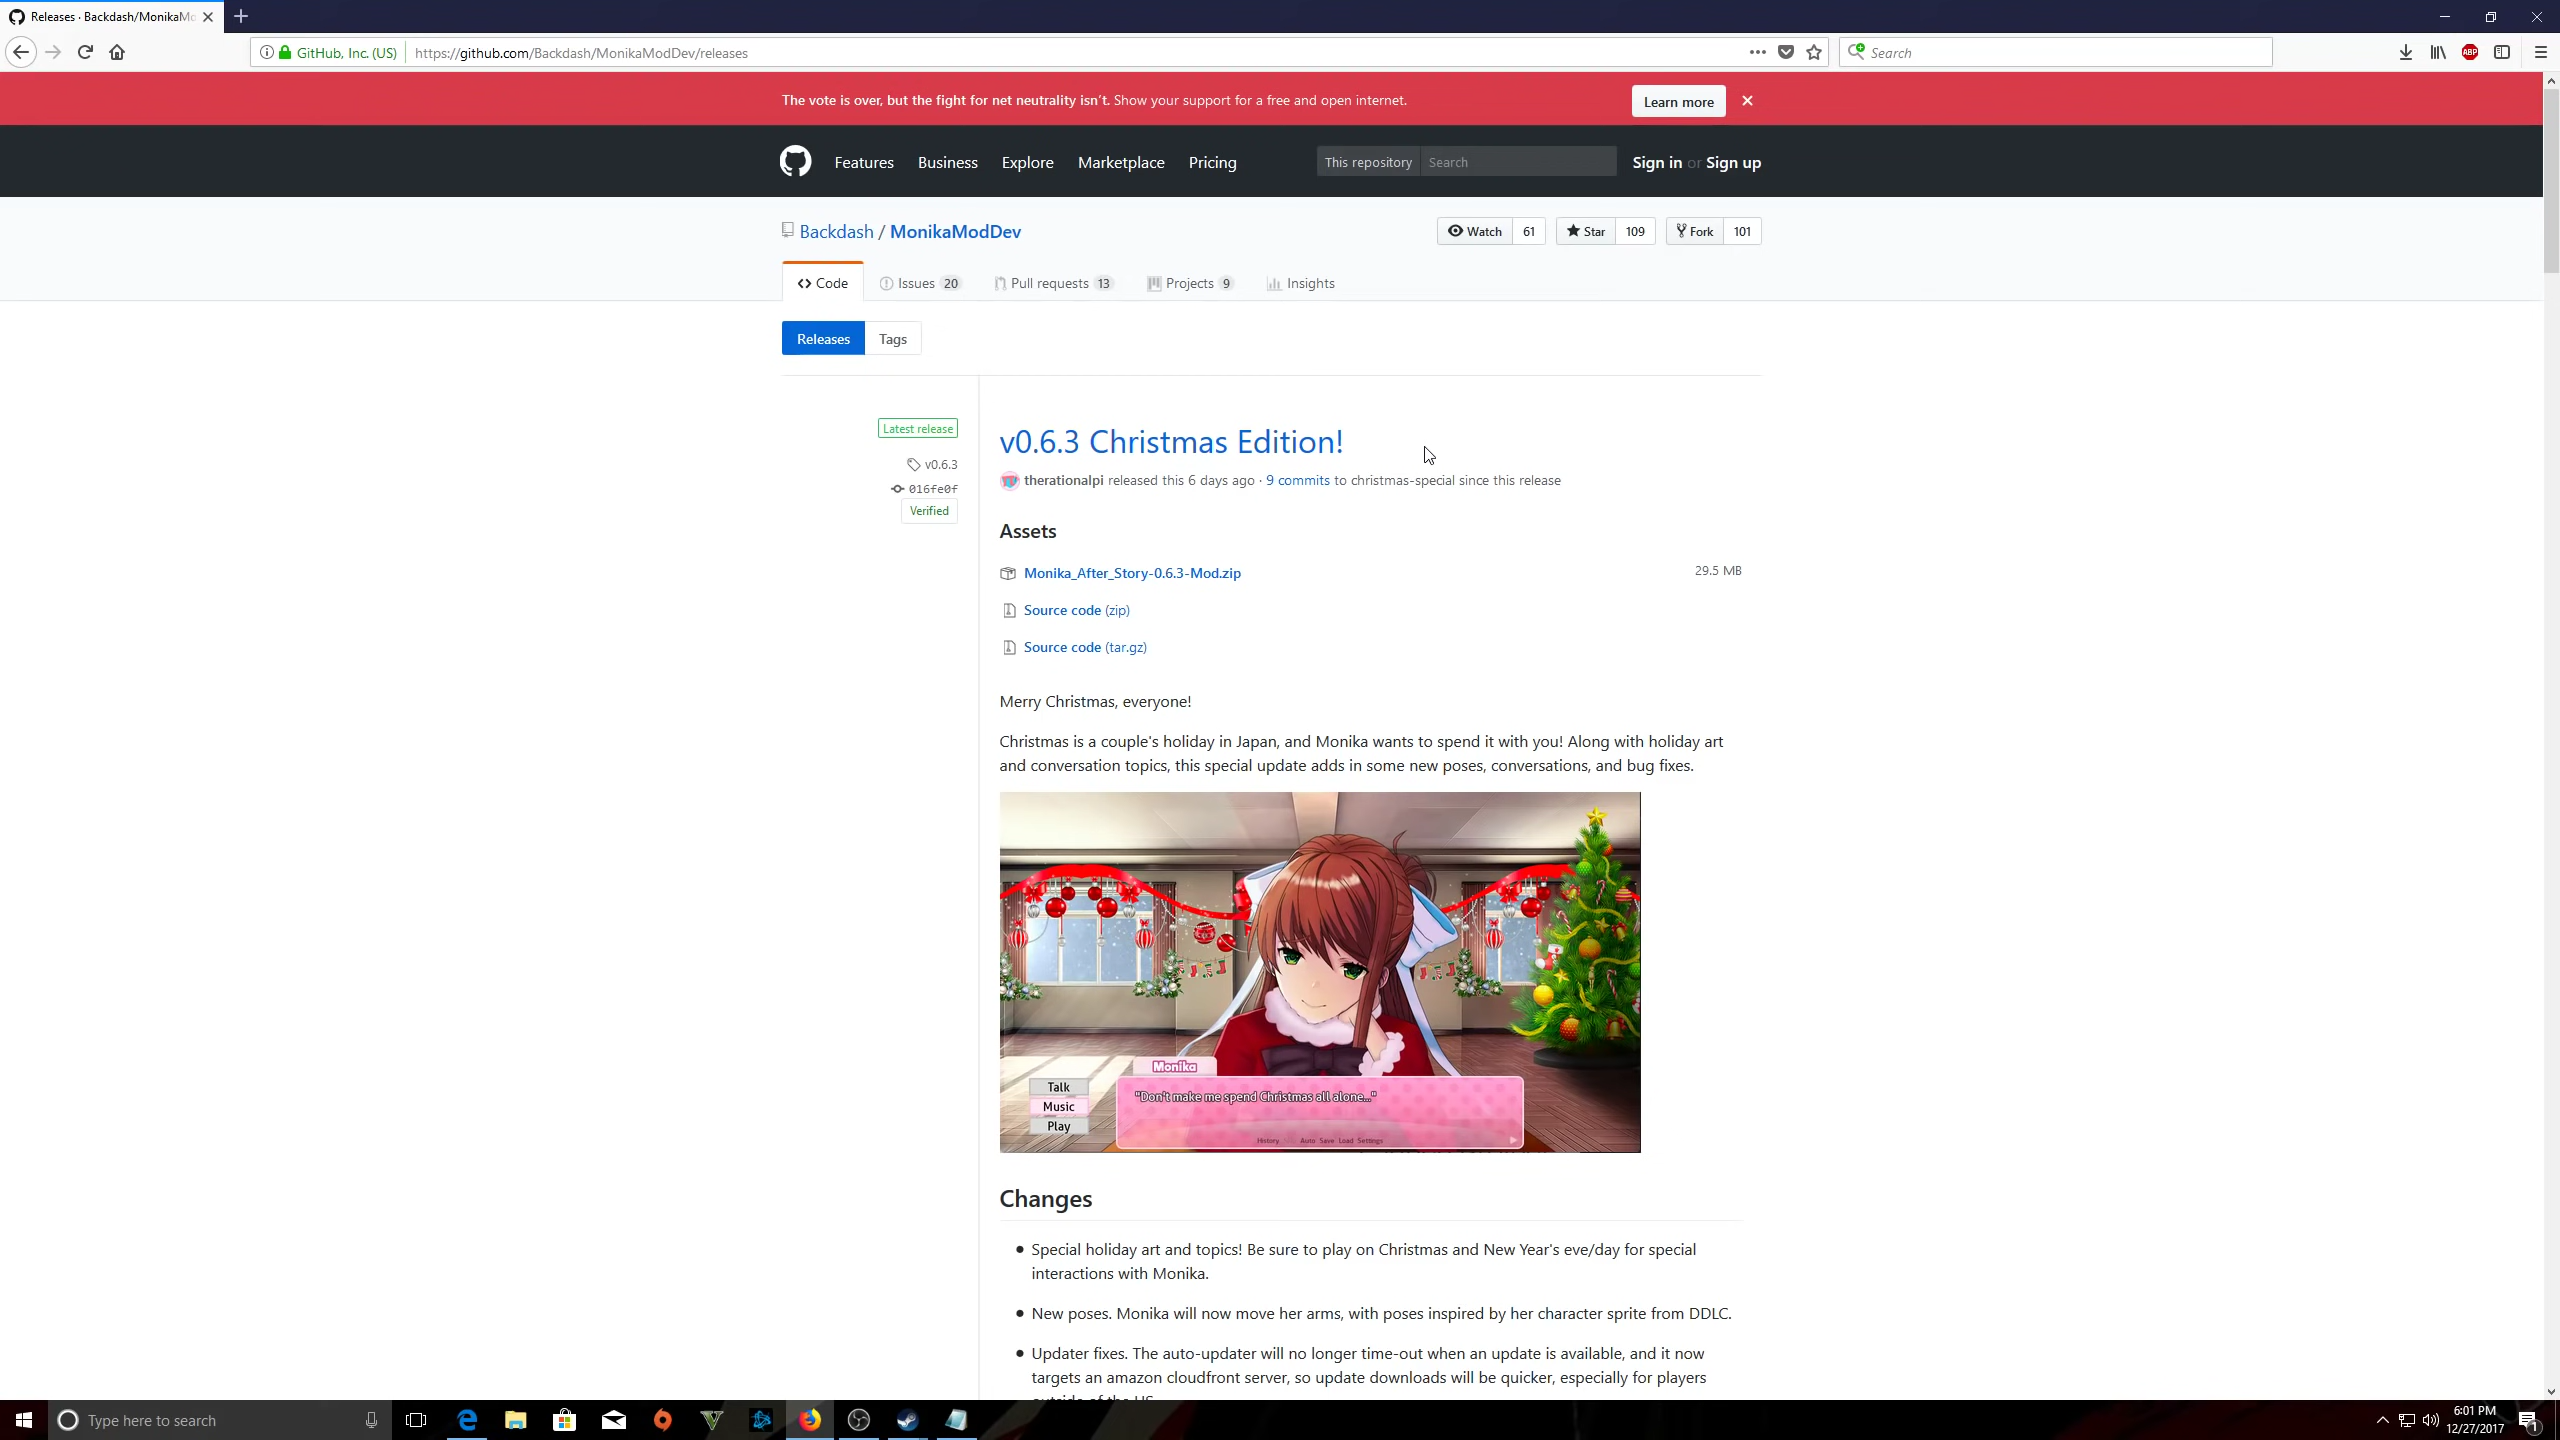 Releases · Backdash/MonikaMo
GitHub, Inc. (US) https://github.com/Backdash/MonikaModDev/releases
Search
ABP
The vote is over, but the fight for net neutrality isn't. Show your support for a free and open internet.
Learn more
Features Business Explore Marketplace Pricing
This repository Search
Sign in or Sign up
Backdash / MonikaModDev
Watch 61 Star 109 Fork 101
Code Issues 20 Pull requests 13 Projects 9 Insights
Releases Tags
Latest release
v0.6.3
016fe0f
Verified
v0.6.3 Christmas Edition!
therationalpi released this 6 days ago · 9 commits to christmas-special since this release
Assets
Monika_After_Story-0.6.3-Mod.zip 29.5 MB
Source code (zip)
Source code (tar.gz)
Merry Christmas, everyone!
Christmas is a couple's holiday in Japan, and Monika wants to spend it with you! Along with holiday art
and conversation topics, this special update adds in some new poses, conversations, and bug fixes.
Monika
Talk
Music
Play
"Don't make me spend Christmas all alone..."
History Auto Save Load Settings
Changes
Special holiday art and topics! Be sure to play on Christmas and New Year's eve/day for special
interactions with Monika.
New poses. Monika will now move her arms, with poses inspired by her character sprite from DDLC.
Updater fixes. The auto-updater will no longer time-out when an update is available, and it now
targets an amazon cloudfront server, so update downloads will be quicker, especially for players
outside of the US
Type here to search
6:01 PM
12/27/2017
1